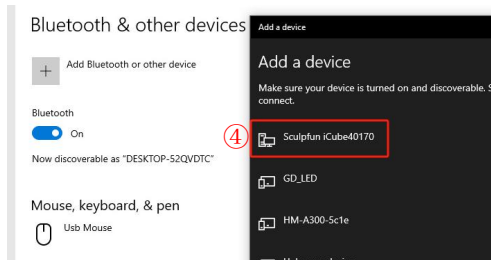 Bluetooth & other devices
Add Bluetooth or other device
Bluetooth
On
Now discoverable as "DESKTOP-52QVDTC"
Mouse, keyboard, & pen
Usb Mouse
Add a device
Add a device
Make sure your device is turned on and discoverable. S
connect.
④
Sculpfun iCube40170
GD_LED
HM-A300-5c1e